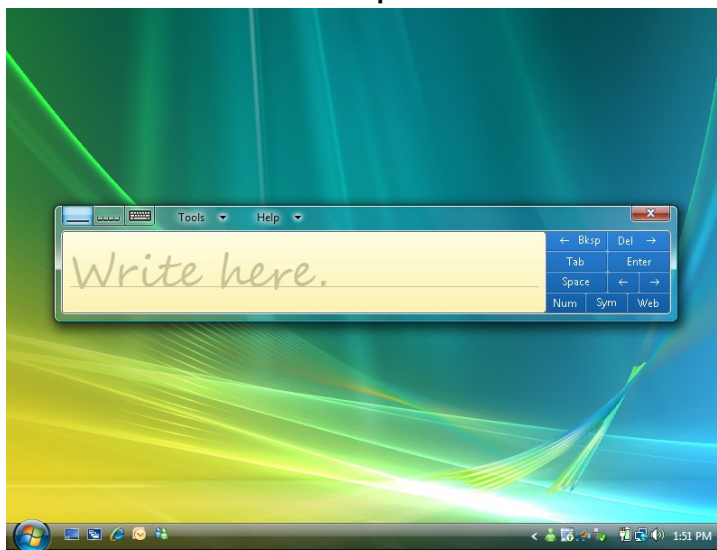 Tools Help
← Bksp Del →
Tab Enter
Write here.
Space ← →
Num Sym Web
1:51 PM